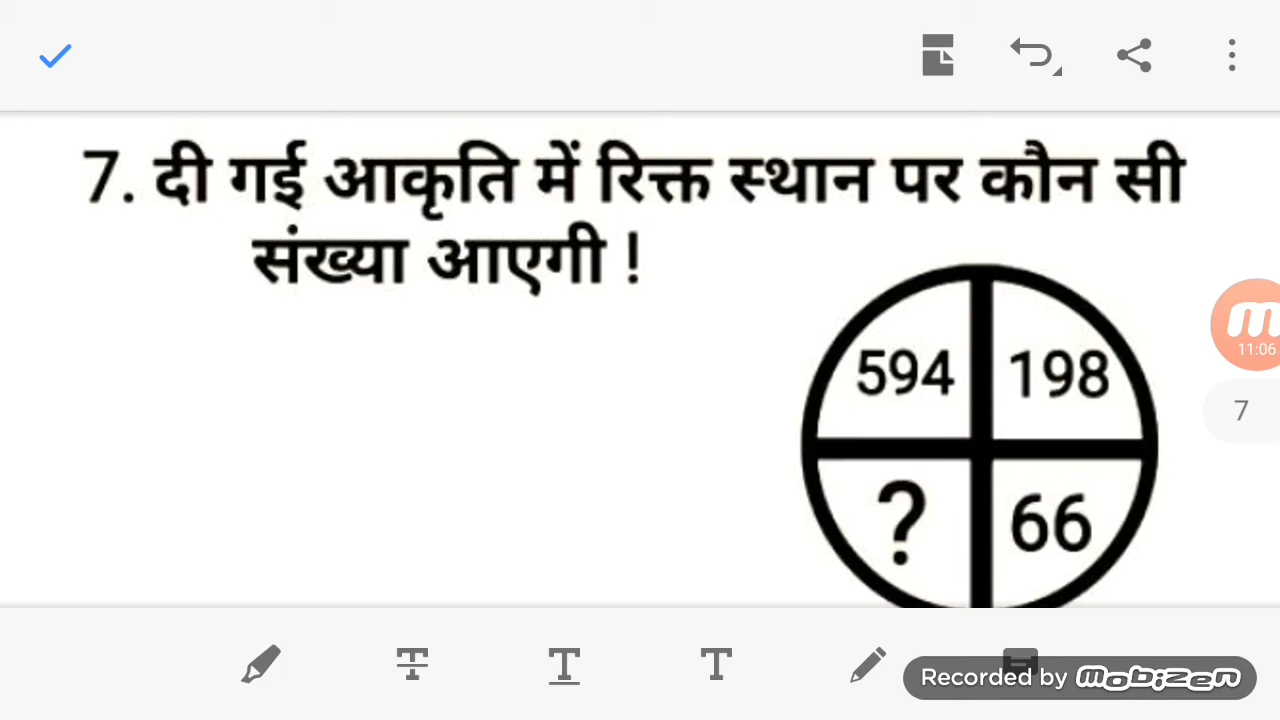 7. दी गई आकृति में रिक्त स्थान पर कौन सी
संख्या आएगी !
594 198
11:06
7
? 66
T T T
Recorded by mobizen